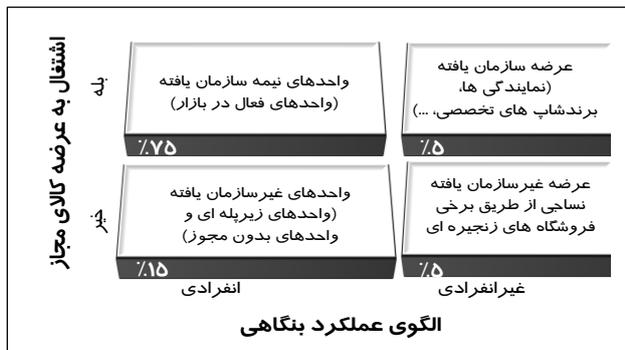 اشتغال به عرضه کالای مجاز
بله
خیر
عرضه سازمان یافته
(نمایندگی ها،
برندشاپ های تخصصی، ...)
٪۵
واحدهای نیمه سازمان یافته
(واحدهای فعال در بازار)
٪۷۵
عرضه غیرسازمان یافته
نساجی از طریق برخی
فروشگاه های زنجیره ای
٪۵
واحدهای غیرسازمان یافته
(واحدهای زیرپله ای و
واحدهای بدون مجوز)
٪۱۵
غیرانفرادی
انفرادی
الگوی عملکرد بنگاهی